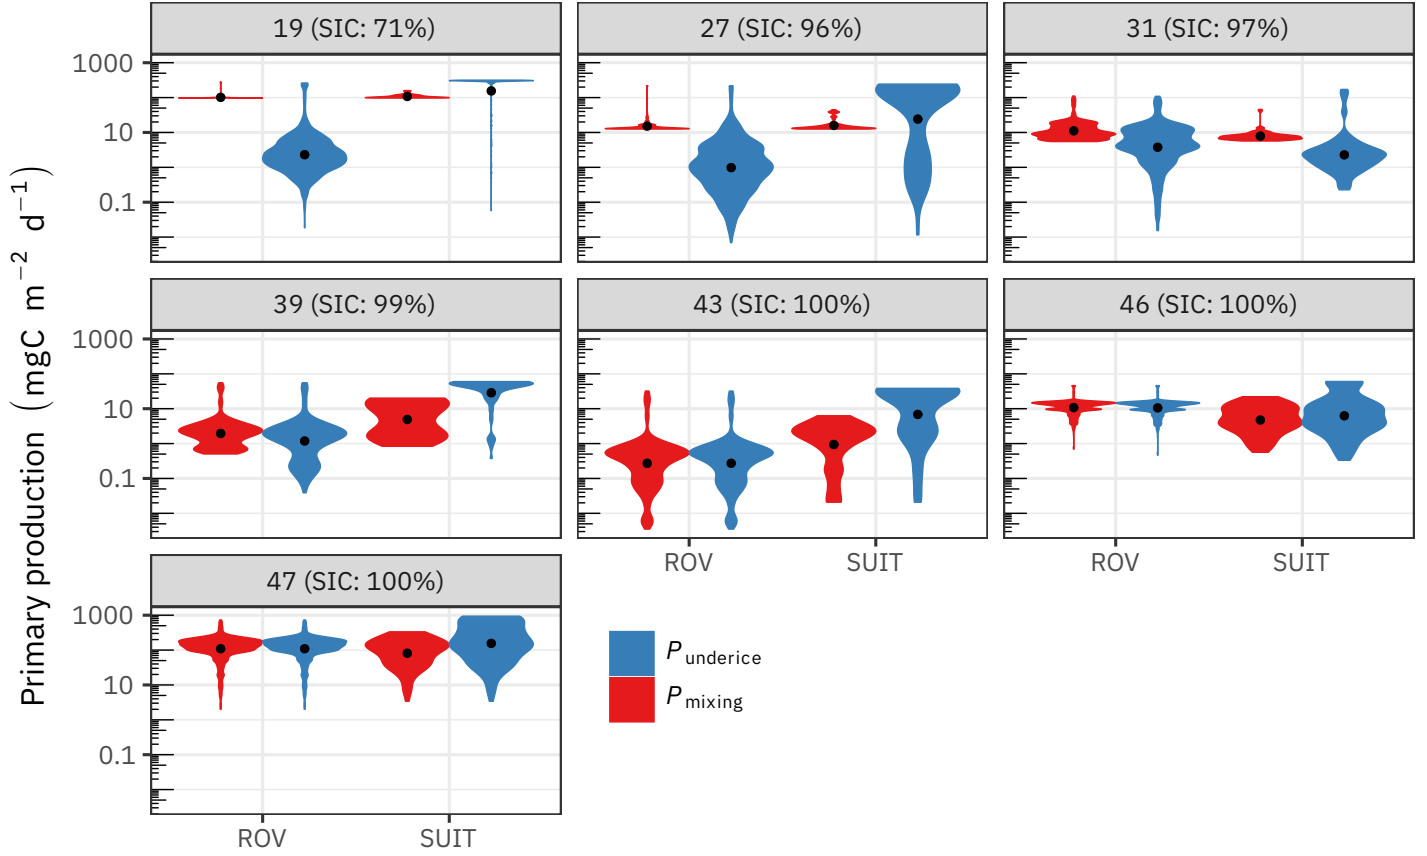 19 (SIC: 71%)
27 (SIC: 96%)
31 (SIC: 97%)
1000
10
0.1
39 (SIC: 99%)
43 (SIC: 100%)
46 (SIC: 100%)
1000
10
0.1
ROV SUIT
ROV SUIT
47 (SIC: 100%)
1000
10
0.1
ROV SUIT
Primary production (mgC m⁻² d⁻¹)
P underice
P mixing